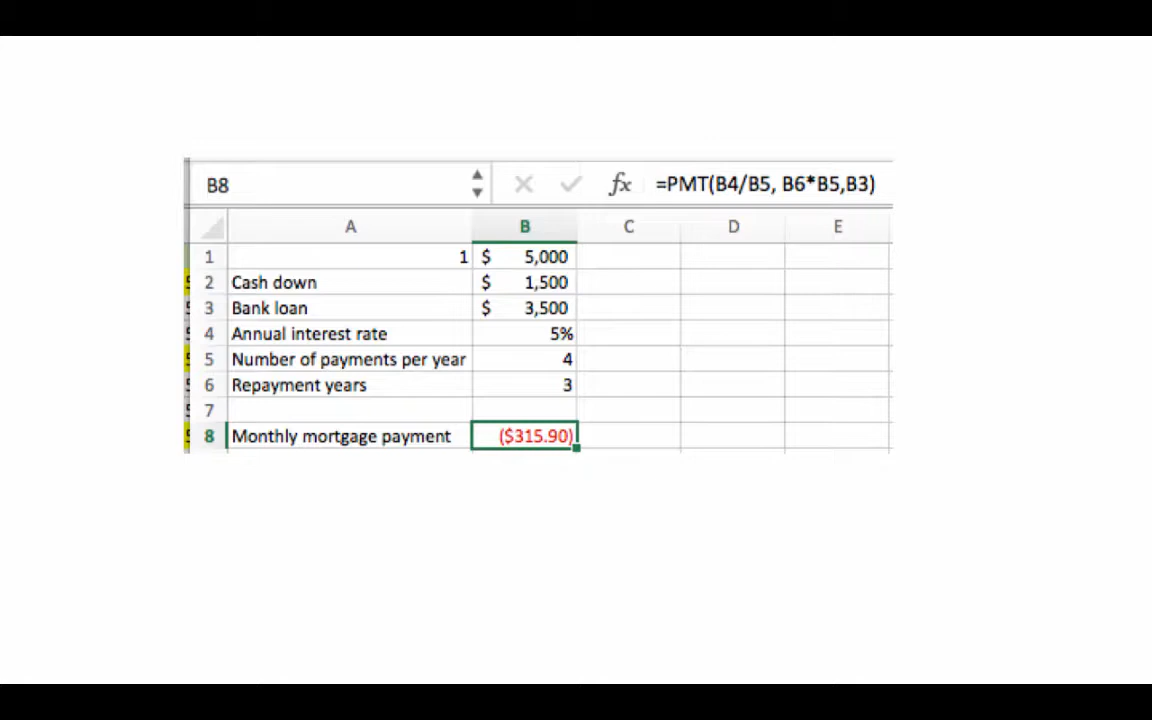 B8 fx =PMT(B4/B5, B6*B5,B3)
A B C D E
1 1 $ 5,000
2 Cash down $ 1,500
3 Bank loan $ 3,500
4 Annual interest rate 5%
5 Number of payments per year 4
6 Repayment years 3
7
8 Monthly mortgage payment ($315.90)